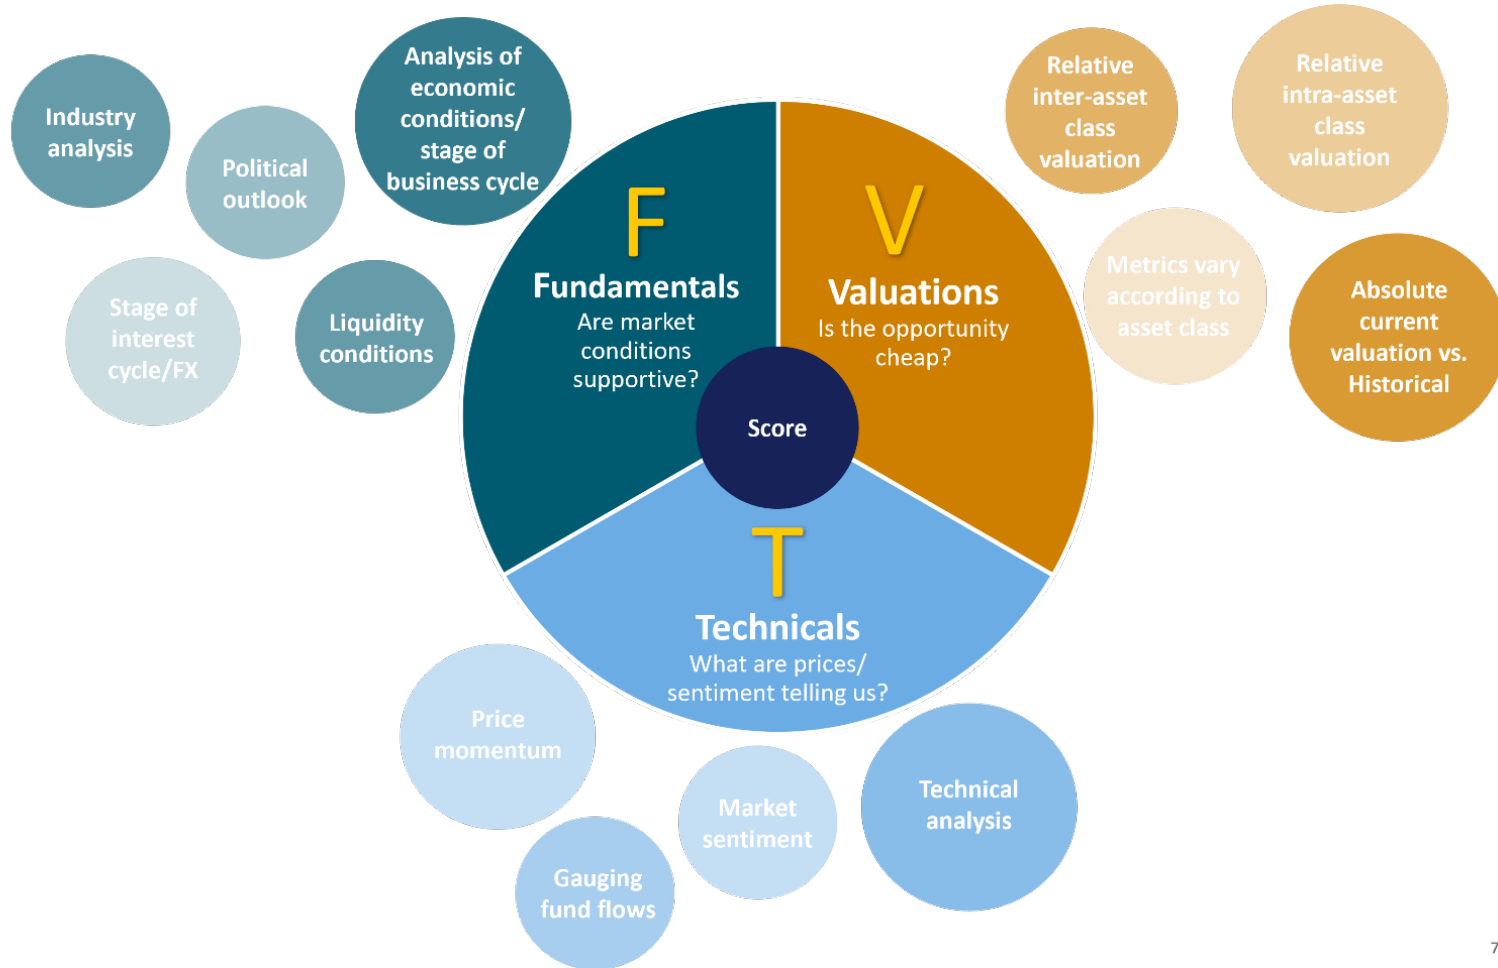 Industry
analysis
Political
outlook
Analysis of
economic
conditions/
stage of
business cycle
Stage of
interest
cycle/FX
Liquidity
conditions
F
Fundamentals
Are market
conditions
supportive?
V
Valuations
Is the opportunity
cheap?
Relative
inter-asset
class
valuation
Relative
intra-asset
class
valuation
Metrics vary
according to
asset class
Absolute
current
valuation vs.
Historical
Score
T
Technicals
What are prices/
sentiment telling us?
Price
momentum
Gauging
fund flows
Market
sentiment
Technical
analysis
7